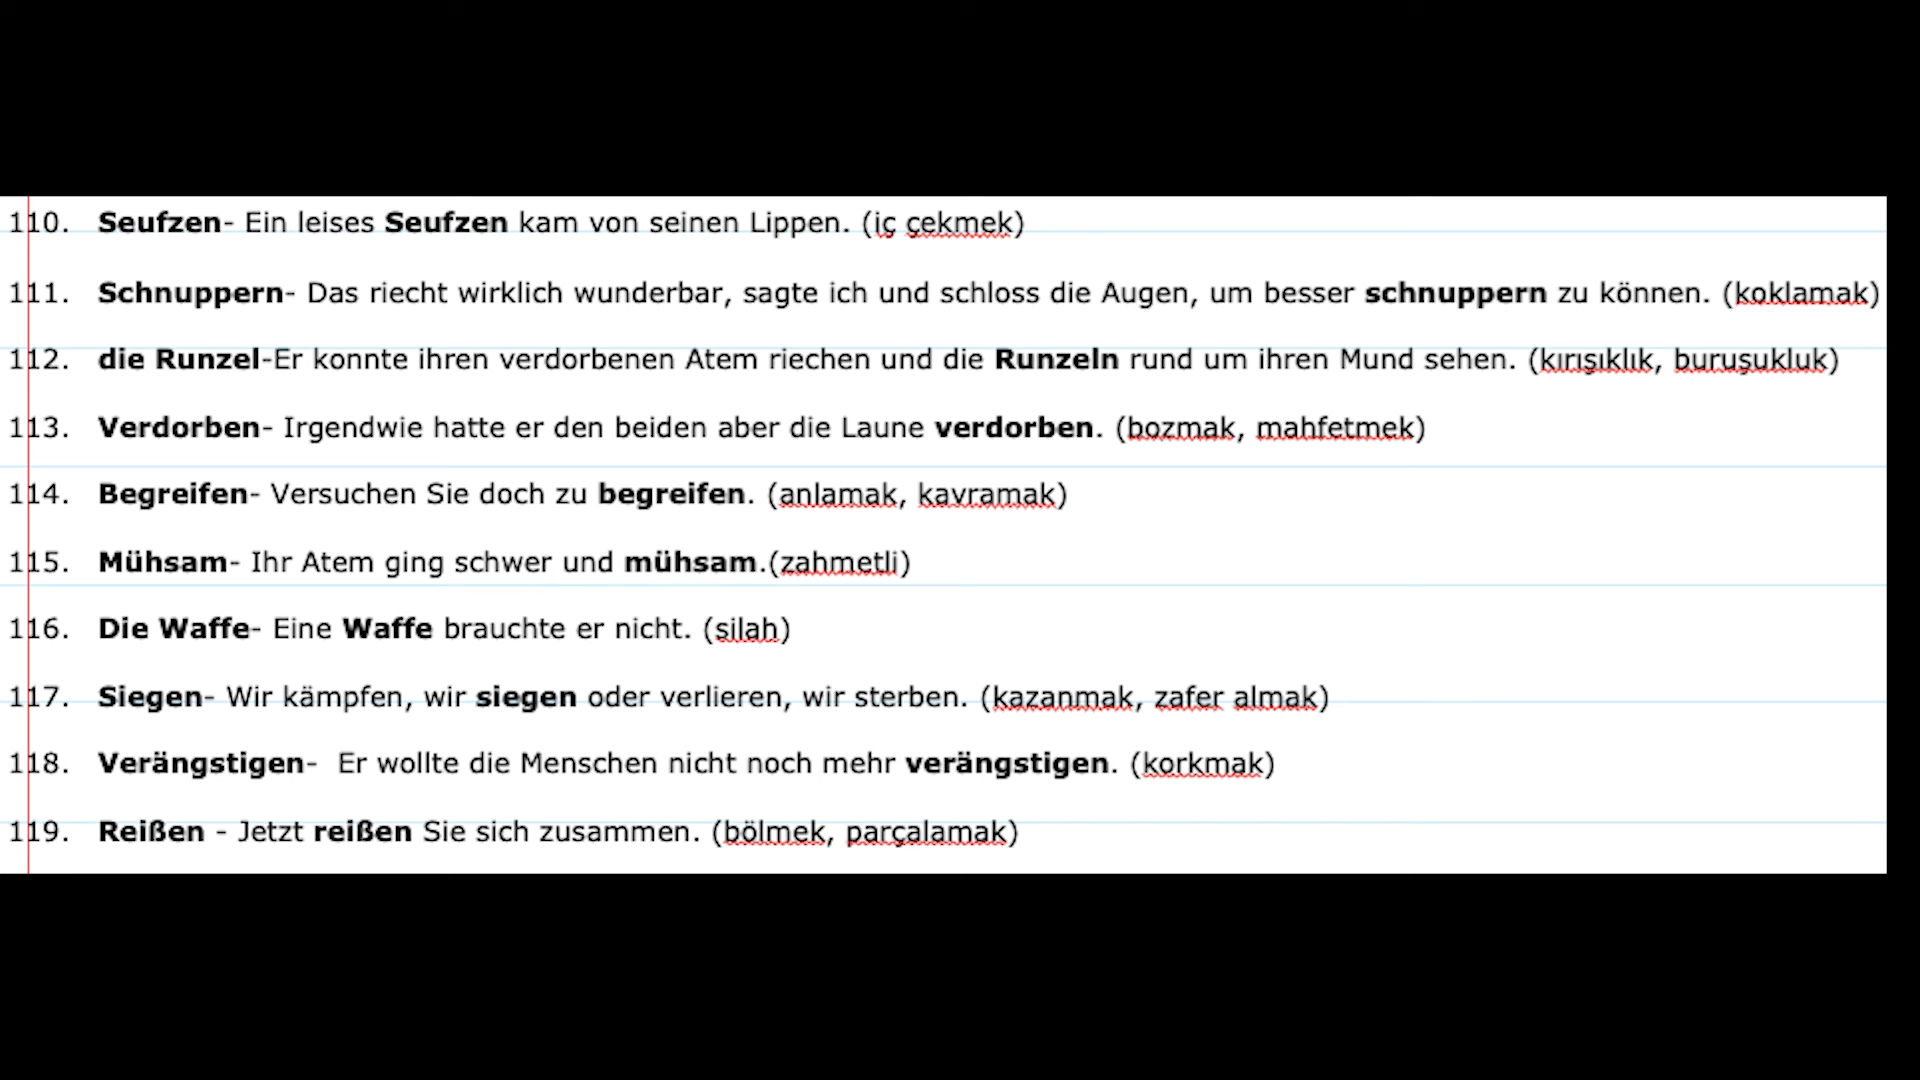 110. Seufzen- Ein leises Seufzen kam von seinen Lippen. (iç çekmek)
111. Schnuppern- Das riecht wirklich wunderbar, sagte ich und schloss die Augen, um besser schnuppern zu können. (koklamak)
112. die Runzel-Er konnte ihren verdorbenen Atem riechen und die Runzeln rund um ihren Mund sehen. (kırışıklık, buruşukluk)
113. Verdorben- Irgendwie hatte er den beiden aber die Laune verdorben. (bozmak, mahfetmek)
114. Begreifen- Versuchen Sie doch zu begreifen. (anlamak, kavramak)
115. Mühsam- Ihr Atem ging schwer und mühsam.(zahmetli)
116. Die Waffe- Eine Waffe brauchte er nicht. (silah)
117. Siegen- Wir kämpfen, wir siegen oder verlieren, wir sterben. (kazanmak, zafer almak)
118. Verängstigen-  Er wollte die Menschen nicht noch mehr verängstigen. (korkmak)
119. Reißen - Jetzt reißen Sie sich zusammen. (bölmek, parçalamak)